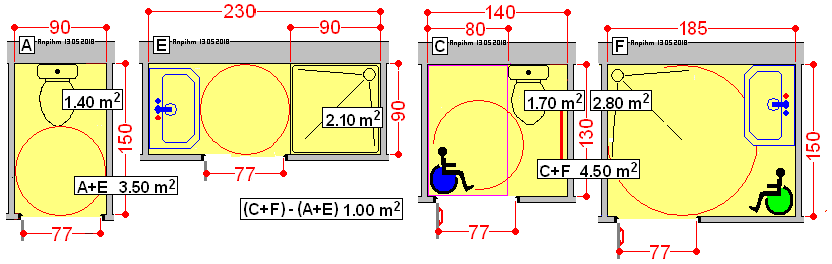 90
230
90
140
80
185
A
Anpihm 13.05.2018
E
Anpihm 13.05.2018
C
Anpihm 13.05.2018
F
Anpihm 13.05.2018
1.40 m²
2.10 m²
1.70 m²
2.80 m²
150
90
130
150
A+E 3.50 m²
C+F 4.50 m²
77
77
(C+F) - (A+E) 1.00 m²
77
77